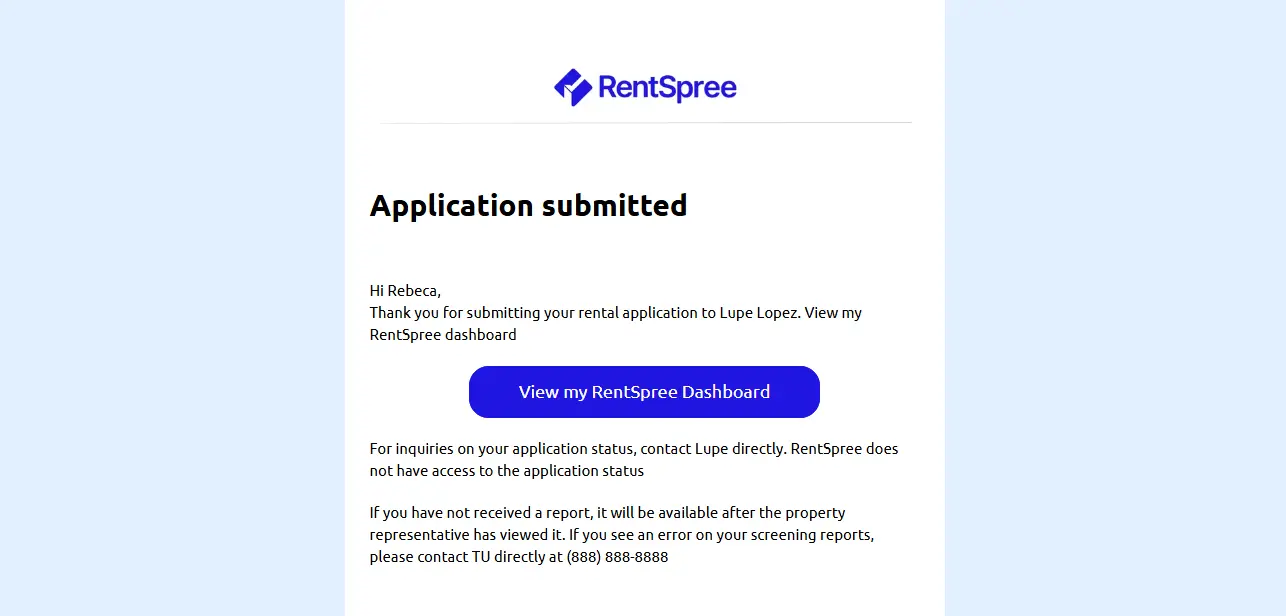 RentSpree
Application submitted
Hi Rebeca,
Thank you for submitting your rental application to Lupe Lopez. View my
RentSpree dashboard
View my RentSpree Dashboard
For inquiries on your application status, contact Lupe directly. RentSpree does
not have access to the application status
If you have not received a report, it will be available after the property
representative has viewed it. If you see an error on your screening reports,
please contact TU directly at (888) 888-8888